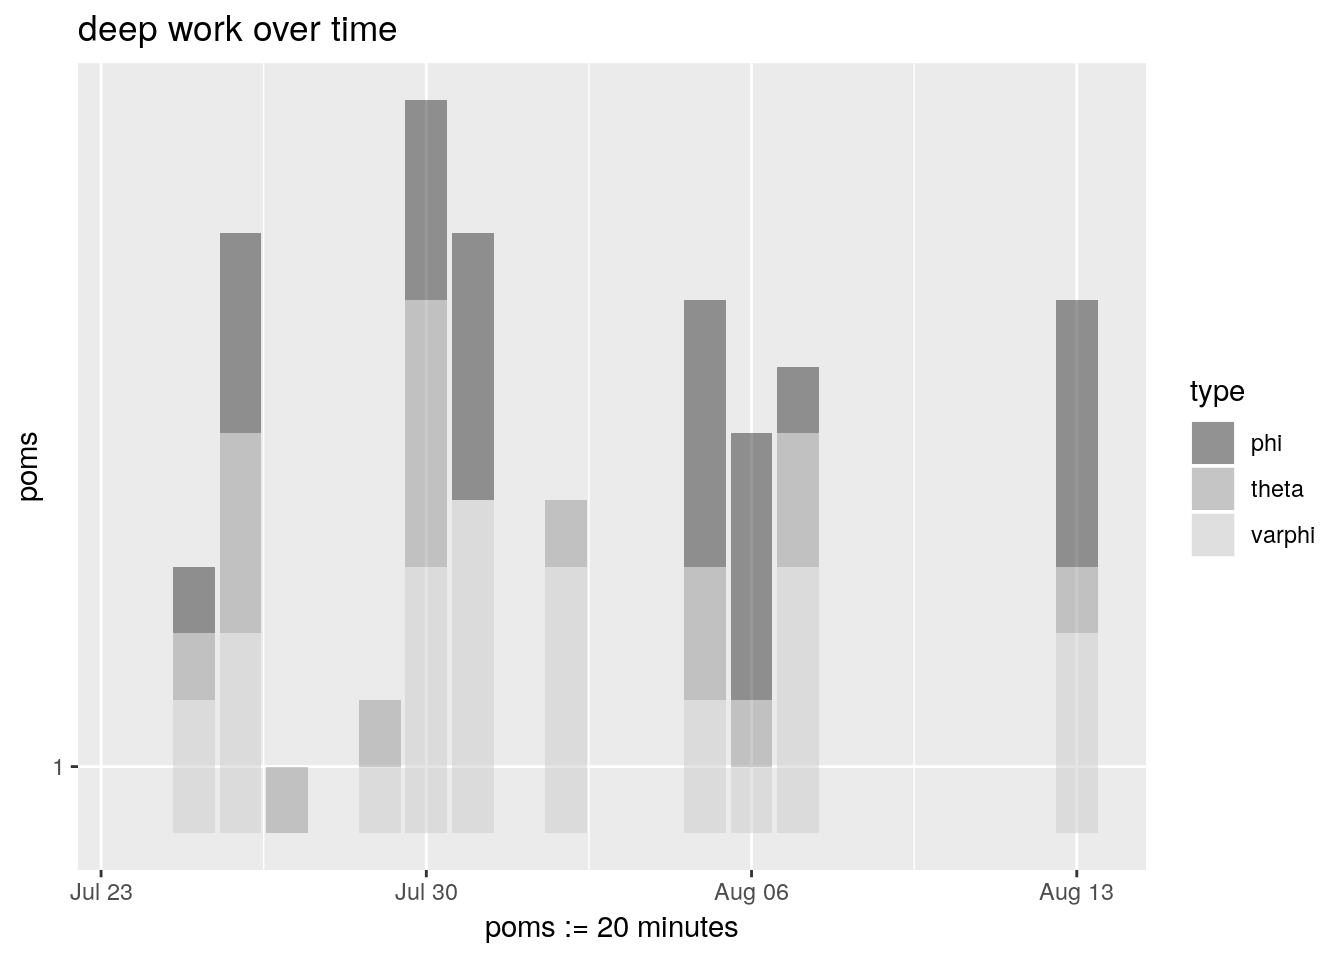 deep work over time
poms
1
Jul 23
Jul 30
Aug 06
Aug 13
poms := 20 minutes
type
phi
theta
varphi